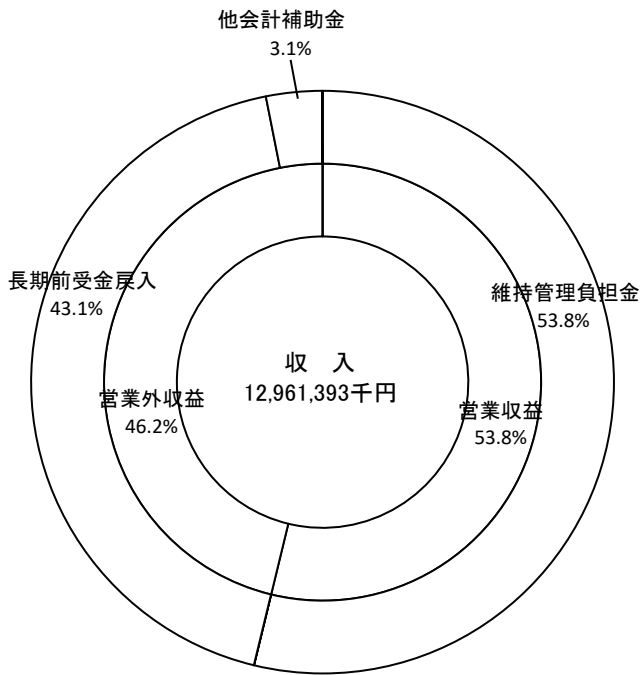 他会計補助金
3.1%
長期前受金戻入
43.1%
維持管理負担金
53.8%
収　入
12,961,393千円
営業外収益
46.2%
営業収益
53.8%